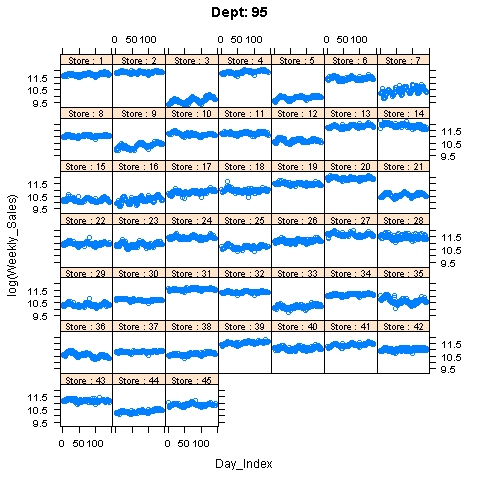 Dept: 95
0 50 100 0 50 100 0 50 100
Store : 1 Store : 2 Store : 3 Store : 4 Store : 5 Store : 6 Store : 7
11.5
10.5
9.5
Store : 8 Store : 9 Store : 10 Store : 11 Store : 12 Store : 13 Store : 14
11.5
10.5
9.5
Store : 15 Store : 16 Store : 17 Store : 18 Store : 19 Store : 20 Store : 21
11.5
10.5
9.5
Store : 22 Store : 23 Store : 24 Store : 25 Store : 26 Store : 27 Store : 28
11.5
10.5
9.5
Store : 29 Store : 30 Store : 31 Store : 32 Store : 33 Store : 34 Store : 35
11.5
10.5
9.5
Store : 36 Store : 37 Store : 38 Store : 39 Store : 40 Store : 41 Store : 42
11.5
10.5
9.5
Store : 43 Store : 44 Store : 45
11.5
10.5
9.5
0 50 100 0 50 100
log(Weekly_Sales)
Day_Index